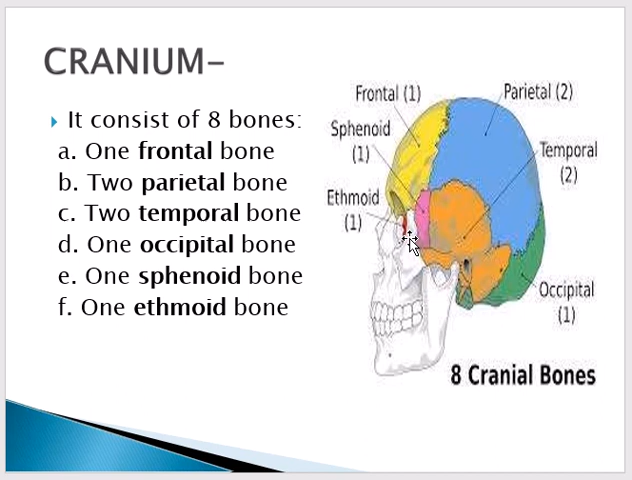 CRANIUM-
It consist of 8 bones:
a. One frontal bone
b. Two parietal bone
c. Two temporal bone
d. One occipital bone
e. One sphenoid bone
f. One ethmoid bone
Frontal (1)
Parietal (2)
Sphenoid
(1)
Temporal
(2)
Ethmoid
(1)
Occipital
(1)
8 Cranial Bones